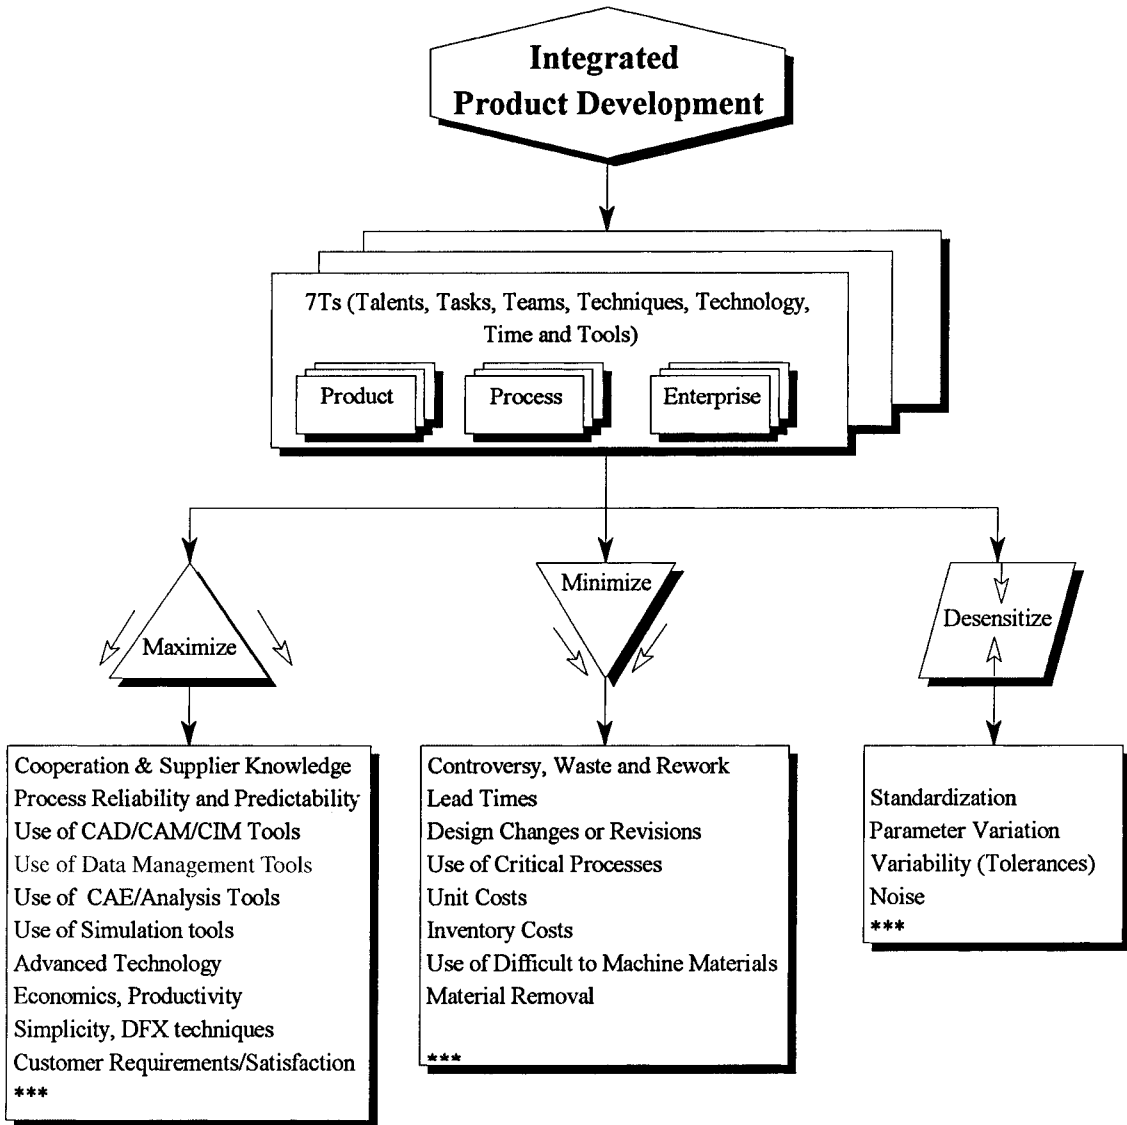 Integrated
Product Development
7Ts (Talents, Tasks, Teams, Techniques, Technology,
Time and Tools)
Product
Process
Enterprise
Maximize
Minimize
Desensitize
Cooperation & Supplier Knowledge
Process Reliability and Predictability
Use of CAD/CAM/CIM Tools
Use of Data Management Tools
Use of CAE/Analysis Tools
Use of Simulation tools
Advanced Technology
Economics, Productivity
Simplicity, DFX techniques
Customer Requirements/Satisfaction
***
Controversy, Waste and Rework
Lead Times
Design Changes or Revisions
Use of Critical Processes
Unit Costs
Inventory Costs
Use of Difficult to Machine Materials
Material Removal
***
Standardization
Parameter Variation
Variability (Tolerances)
Noise
***